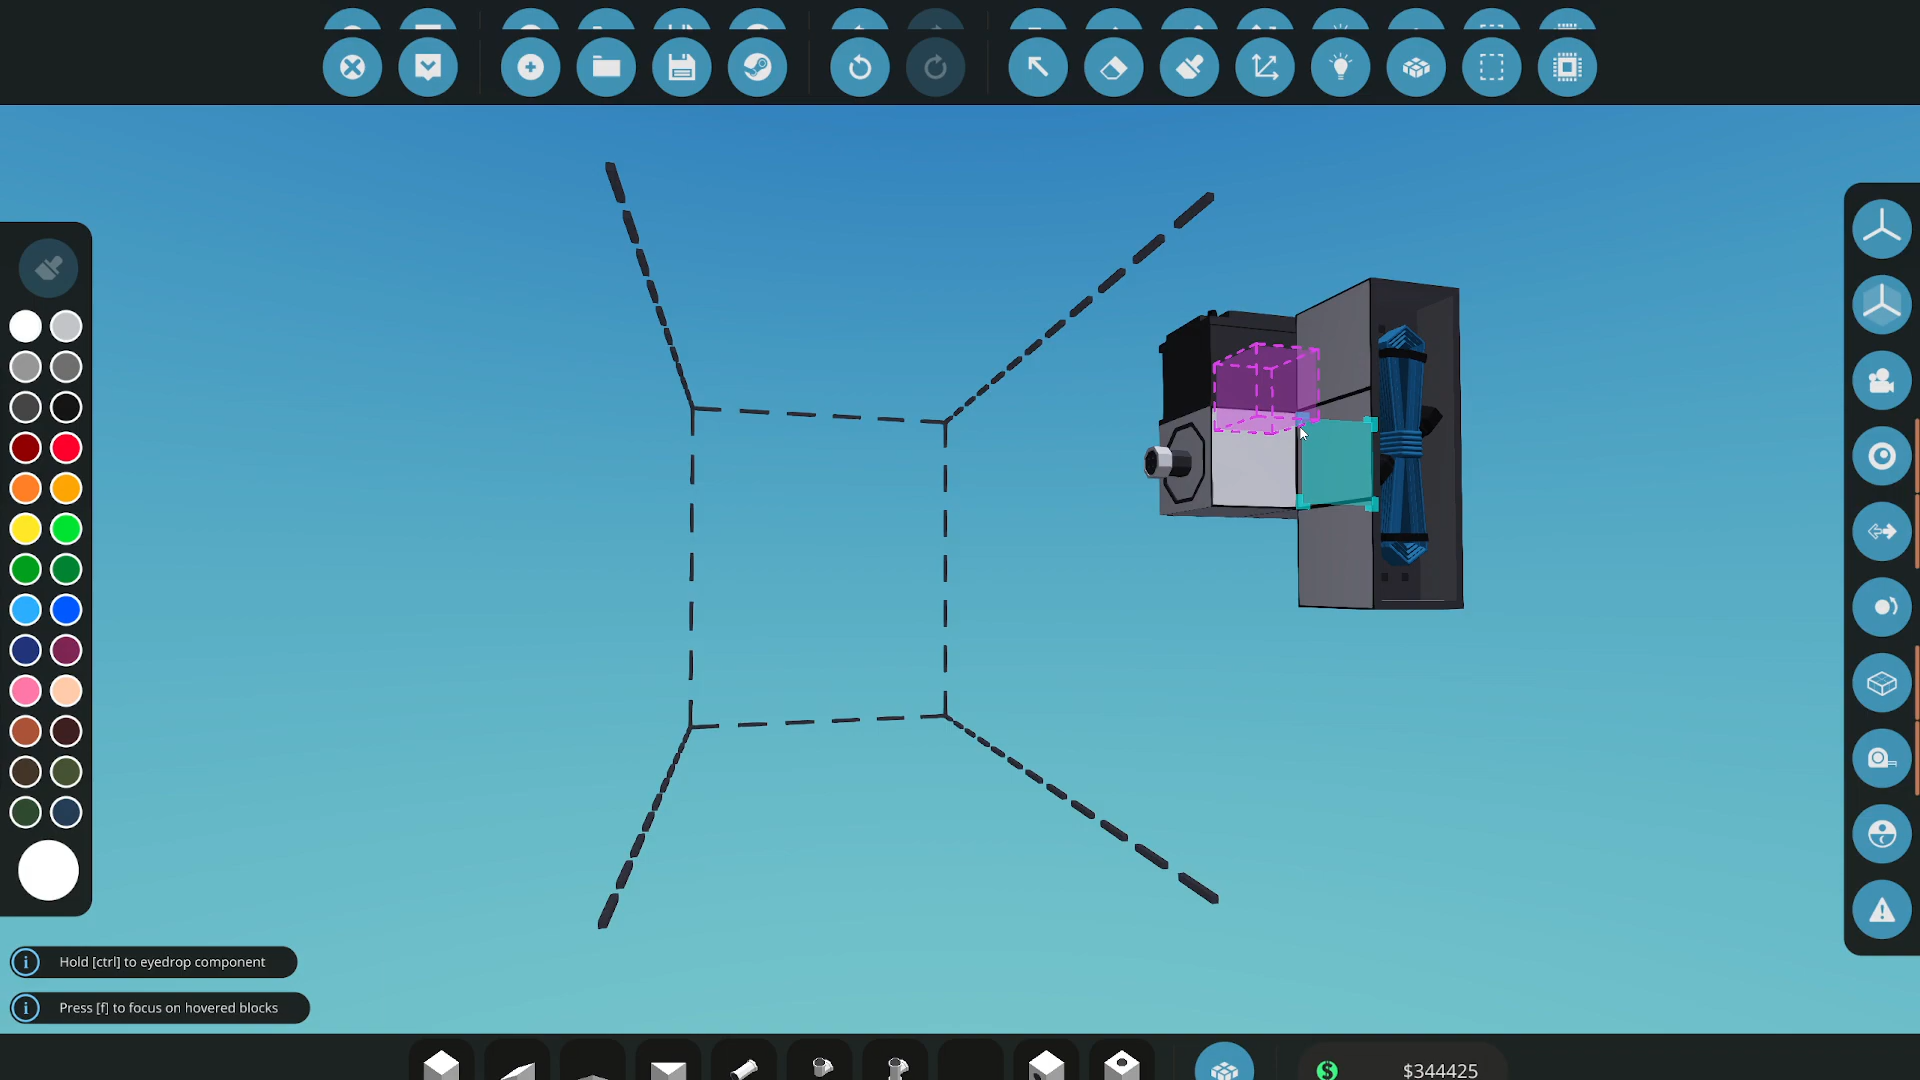 Hold [ctrl] to eyedrop component
Press [f] to focus on hovered blocks
$344425